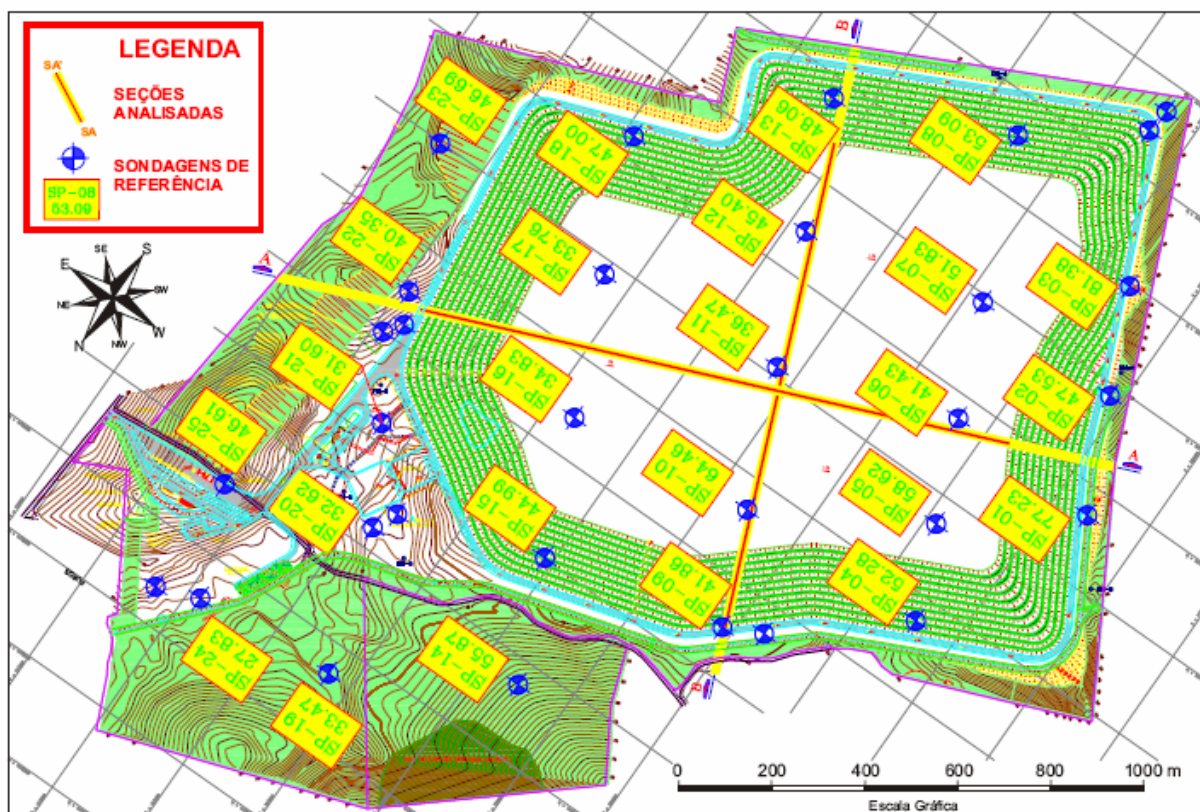 LEGENDA
SA'
SA
SEÇÕES
ANALISADAS
SONDAGENS DE
REFERÊNCIA
SP-08
53.09
SE
S
E
SW
NE
W
N
NW
B
SP-23
46.69
SP-18
47.00
SP-13
48.06
SP-08
53.09
SP-22
40.35
SP-17
33.76
SP-12
45.40
SP-07
51.83
SP-03
81.38
A
SP-21
31.60
SP-16
34.83
SP-11
36.47
SP-06
41.43
SP-02
47.53
A
SP-25
46.61
SP-20
32.62
SP-15
44.99
SP-10
64.46
SP-05
58.62
SP-01
77.23
SP-09
41.86
SP-04
52.28
B
SP-24
27.83
SP-19
33.47
SP-14
55.87
0 200 400 600 800 1000 m
Escala Gráfica